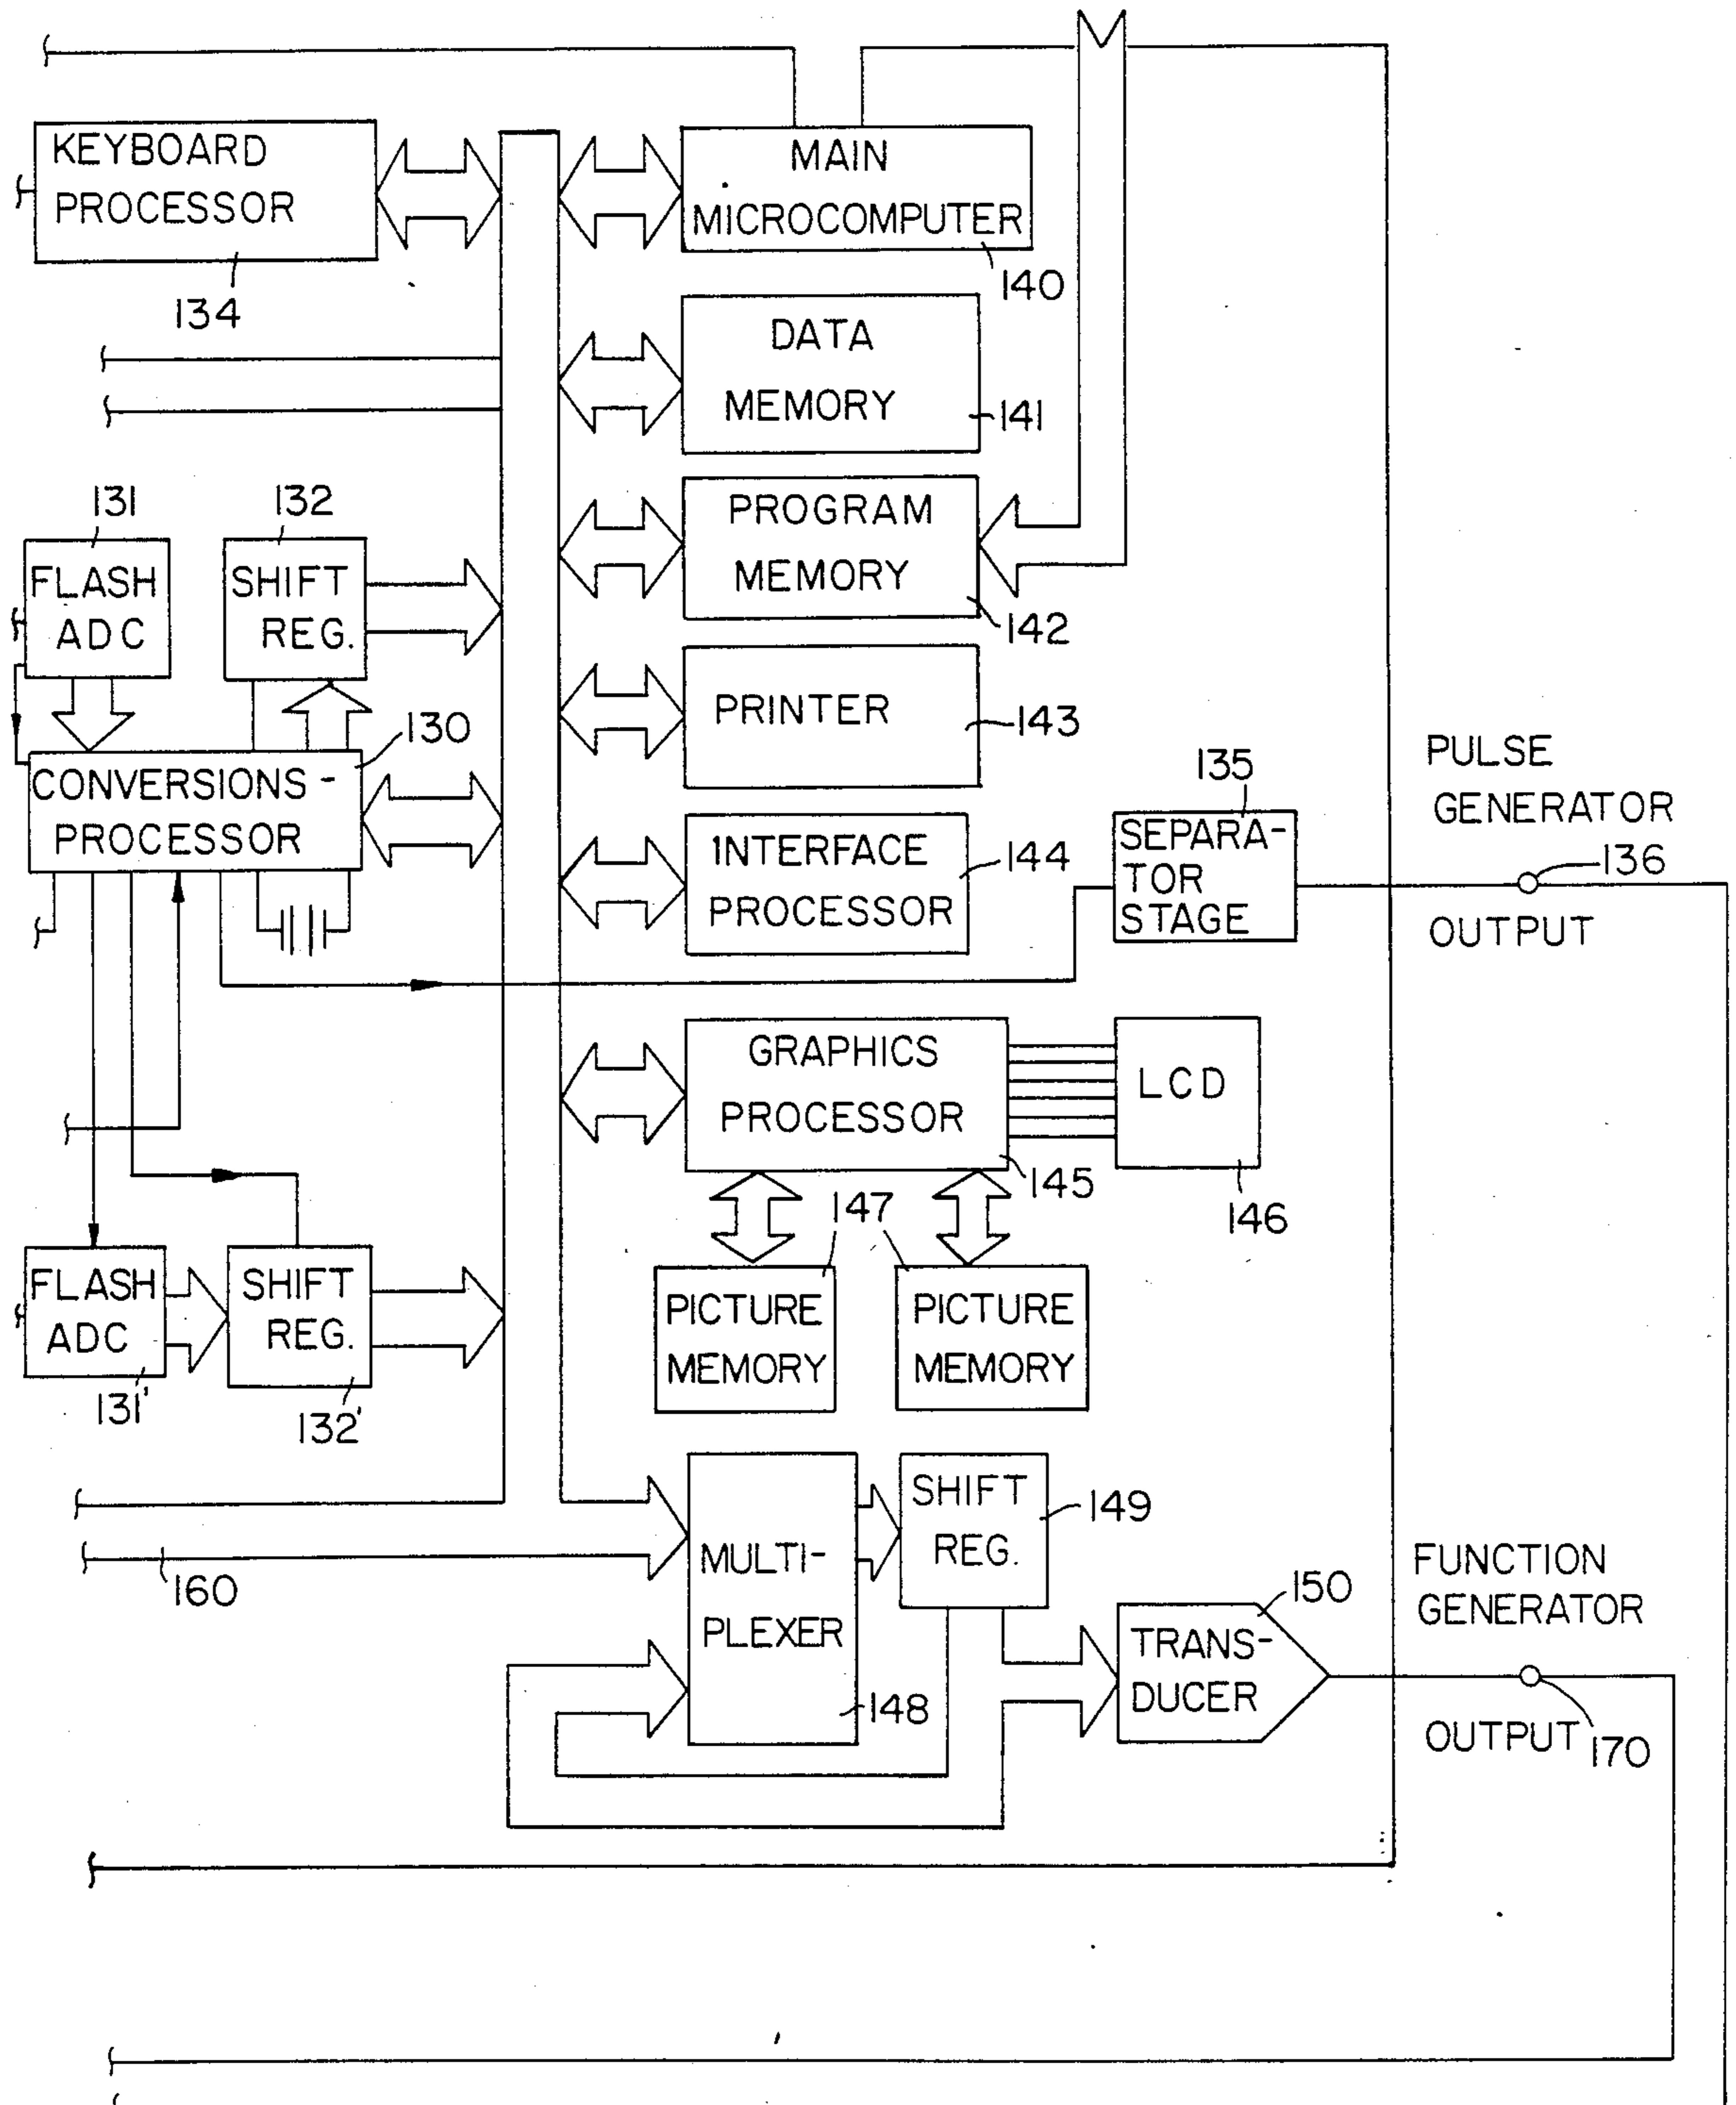 KEYBOARD
PROCESSOR
134
MAIN
MICROCOMPUTER
140
DATA
MEMORY
141
131
132
FLASH
ADC
SHIFT
REG.
PROGRAM
MEMORY
142
PRINTER
143
130
CONVERSIONS-
PROCESSOR
INTERFACE
PROCESSOR
144
135
SEPARA-
TOR
STAGE
PULSE
GENERATOR
136
OUTPUT
GRAPHICS
PROCESSOR
145
LCD
146
147
FLASH
ADC
131'
SHIFT
REG.
132'
PICTURE
MEMORY
PICTURE
MEMORY
160
MULTI-
PLEXER
148
SHIFT
REG.
149
150
TRANS-
DUCER
FUNCTION
GENERATOR
OUTPUT
170